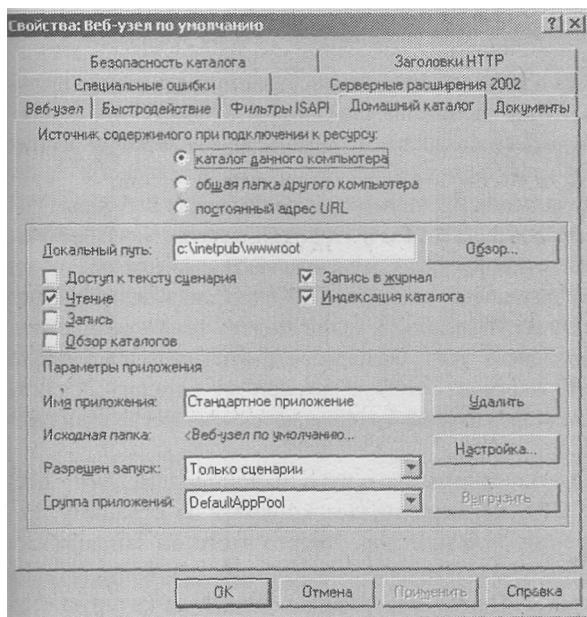 Свойства: Веб-узел по умолчанию
Безопасность каталога
Заголовки HTTP
Специальные ошибки
Серверные расширения 2002
Веб-узел
Быстродействие
Фильтры ISAPI
Домашний каталог
Документы
Источник содержимого при подключении к ресурсу:
каталог данного компьютера
общая папка другого компьютера
постоянный адрес URL
Локальный путь:
c:\inetpub\wwwroot
Обзор...
Доступ к тексту сценария
Запись в журнал
Чтение
Индексация каталога
Запись
Обзор каталогов
Параметры приложения
Имя приложения:
Стандартное приложение
Удалить
Исходная папка:
<Веб-узел по умолчанию...
Настройка...
Разрешен запуск:
Только сценарии
Группа приложений:
DefaultAppPool
Выгрузить
OK
Отмена
Применить
Справка